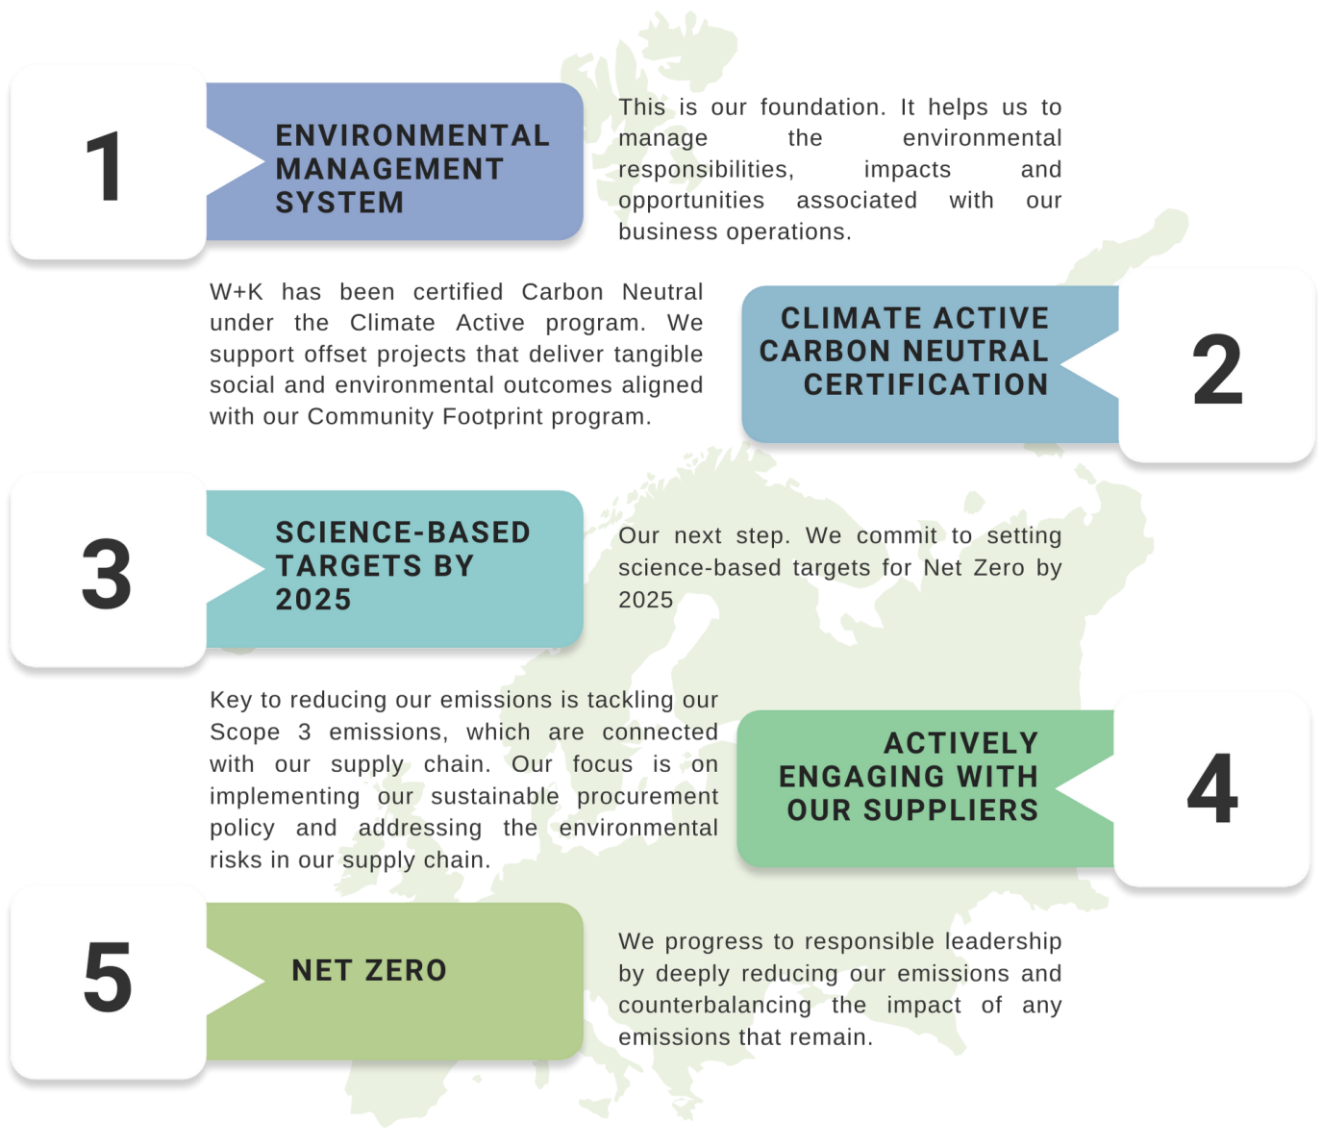 1
ENVIRONMENTAL
MANAGEMENT
SYSTEM
This is our foundation. It helps us to
manage the environmental
responsibilities, impacts and
opportunities associated with our
business operations.
W+K has been certified Carbon Neutral
under the Climate Active program. We
support offset projects that deliver tangible
social and environmental outcomes aligned
with our Community Footprint program.
CLIMATE ACTIVE
CARBON NEUTRAL
CERTIFICATION
2
3
SCIENCE-BASED
TARGETS BY
2025
Our next step. We commit to setting
science-based targets for Net Zero by
2025
Key to reducing our emissions is tackling our
Scope 3 emissions, which are connected
with our supply chain. Our focus is on
implementing our sustainable procurement
policy and addressing the environmental
risks in our supply chain.
ACTIVELY
ENGAGING WITH
OUR SUPPLIERS
4
5
NET ZERO
We progress to responsible leadership
by deeply reducing our emissions and
counterbalancing the impact of any
emissions that remain.